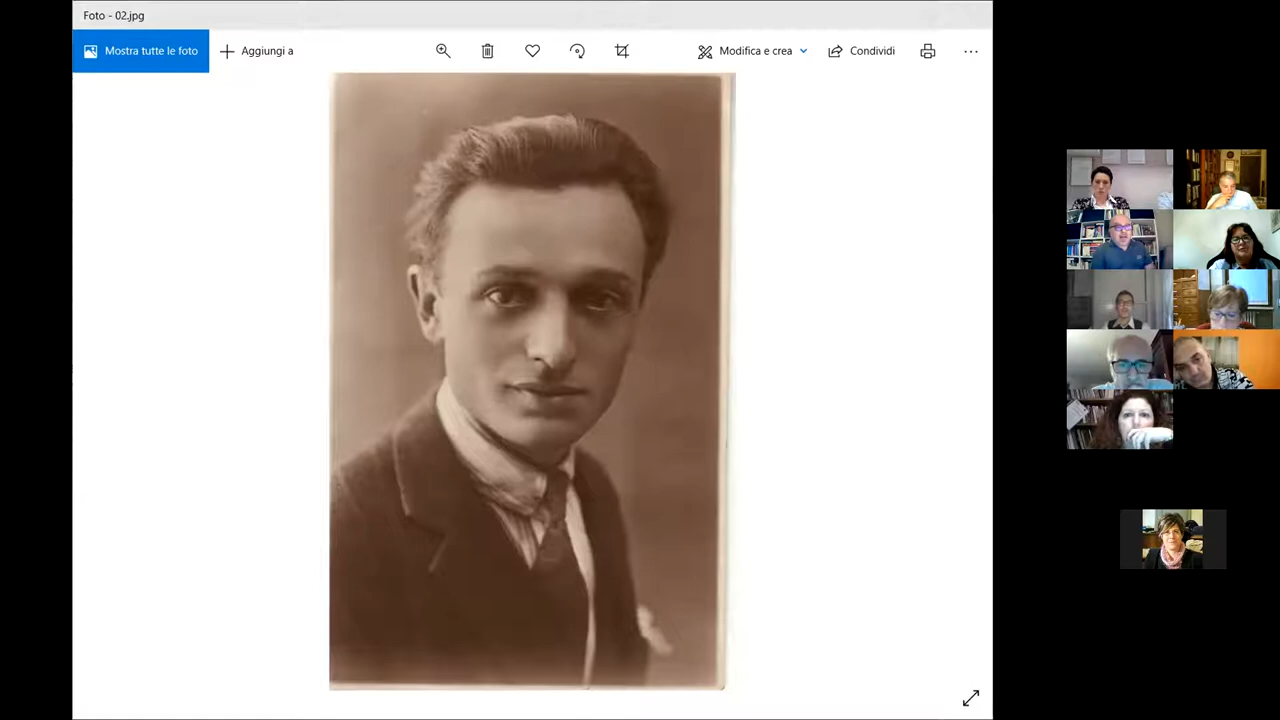 Foto - 02.jpg
Mostra tutte le foto
Aggiungi a
Modifica e crea
Condividi